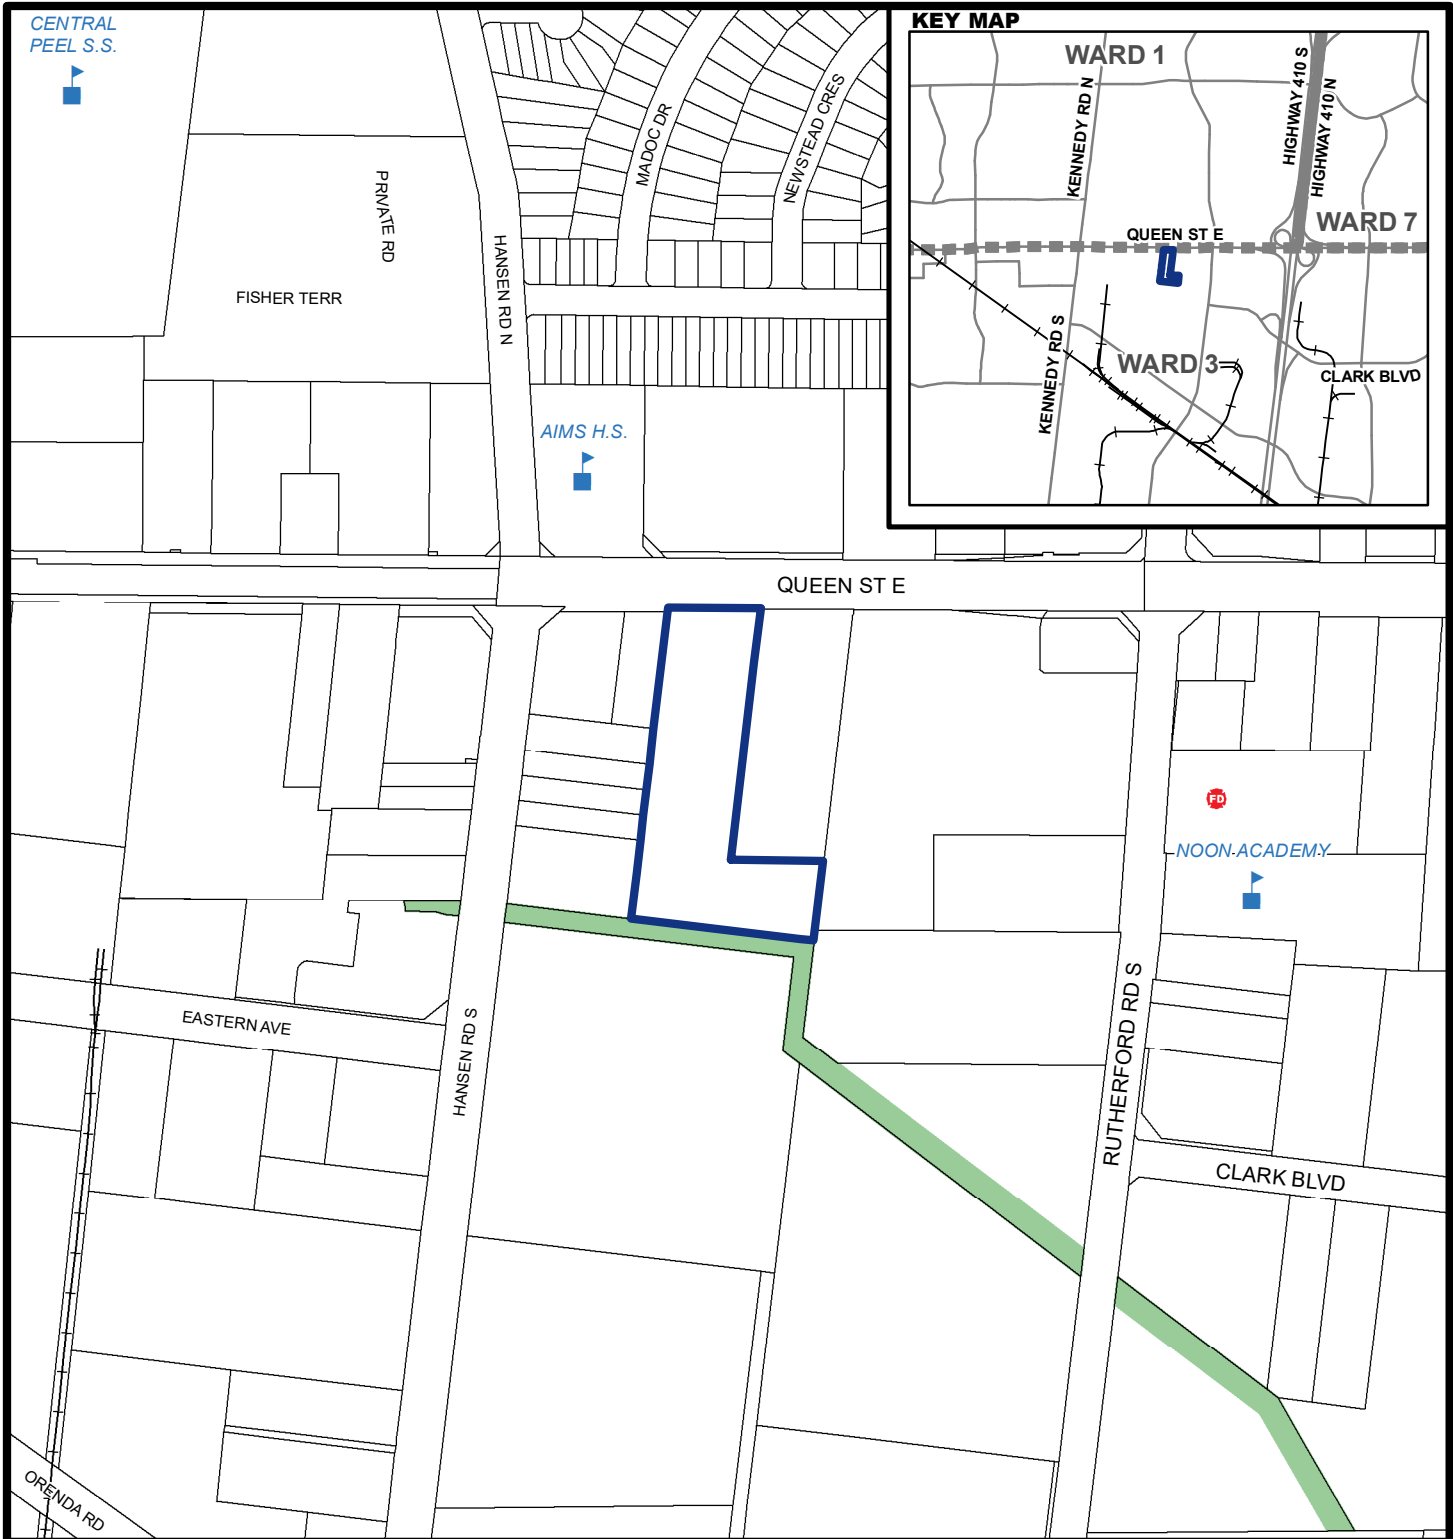 CENTRAL
PEEL S.S.
KEY MAP
WARD 1
HIGHWAY 410 S
HIGHWAY 410 N
KENNEDY RD N
WARD 7
QUEEN ST E
KENNEDY RD S
WARD 3
CLARK BLVD
MADOC DR
NEWSTEAD CRES
PRIVATE RD
HANSEN RD N
FISHER TERR
AIMS H.S.
QUEEN ST E
FD
NOON ACADEMY
EASTERN AVE
HANSEN RD S
RUTHERFORD RD S
CLARK BLVD
ORENDA RD